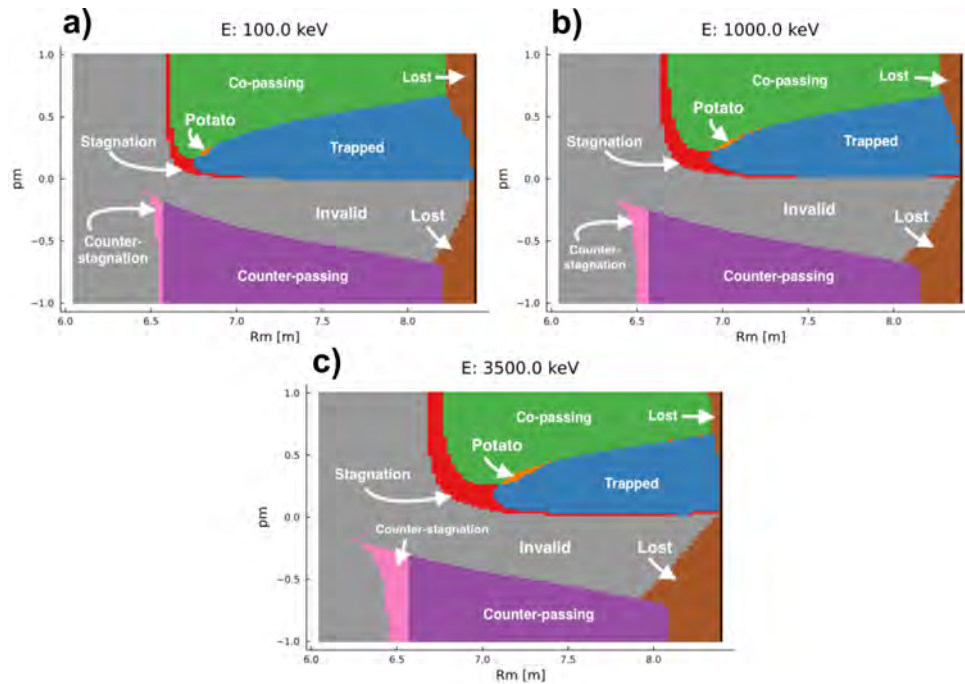 a)
E: 100.0 keV
1.0
0.5
0.0
−0.5
−1.0
pm
6.0
6.5
7.0
7.5
8.0
Rm [m]
Co-passing
Lost
Potato
Stagnation
Trapped
Invalid
Lost
Counter-
stagnation
Counter-passing
b)
E: 1000.0 keV
1.0
0.5
0.0
−0.5
−1.0
pm
6.0
6.5
7.0
7.5
8.0
Rm [m]
Co-passing
Lost
Potato
Stagnation
Trapped
Invalid
Lost
Counter-
stagnation
Counter-passing
c)
E: 3500.0 keV
1.0
0.5
0.0
−0.5
−1.0
pm
6.0
6.5
7.0
7.5
8.0
Rm [m]
Co-passing
Lost
Potato
Stagnation
Trapped
Counter-stagnation
Invalid
Lost
Counter-passing